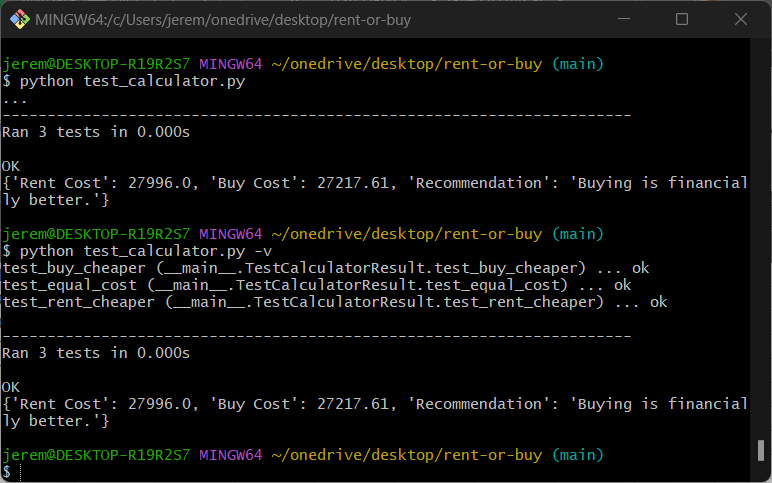 MINGW64:/c/Users/jerem/onedrive/desktop/rent-or-buy
jerem@DESKTOP-R19R2S7 MINGW64 ~/onedrive/desktop/rent-or-buy (main)
$ python test_calculator.py
...
----------------------------------------------------------------------
Ran 3 tests in 0.000s
OK
{'Rent Cost': 27996.0, 'Buy Cost': 27217.61, 'Recommendation': 'Buying is financial
ly better.'}
jerem@DESKTOP-R19R2S7 MINGW64 ~/onedrive/desktop/rent-or-buy (main)
$ python test_calculator.py -v
test_buy_cheaper (__main__.TestCalculatorResult.test_buy_cheaper) ... ok
test_equal_cost (__main__.TestCalculatorResult.test_equal_cost) ... ok
test_rent_cheaper (__main__.TestCalculatorResult.test_rent_cheaper) ... ok
----------------------------------------------------------------------
Ran 3 tests in 0.000s
OK
{'Rent Cost': 27996.0, 'Buy Cost': 27217.61, 'Recommendation': 'Buying is financial
ly better.'}
jerem@DESKTOP-R19R2S7 MINGW64 ~/onedrive/desktop/rent-or-buy (main)
$